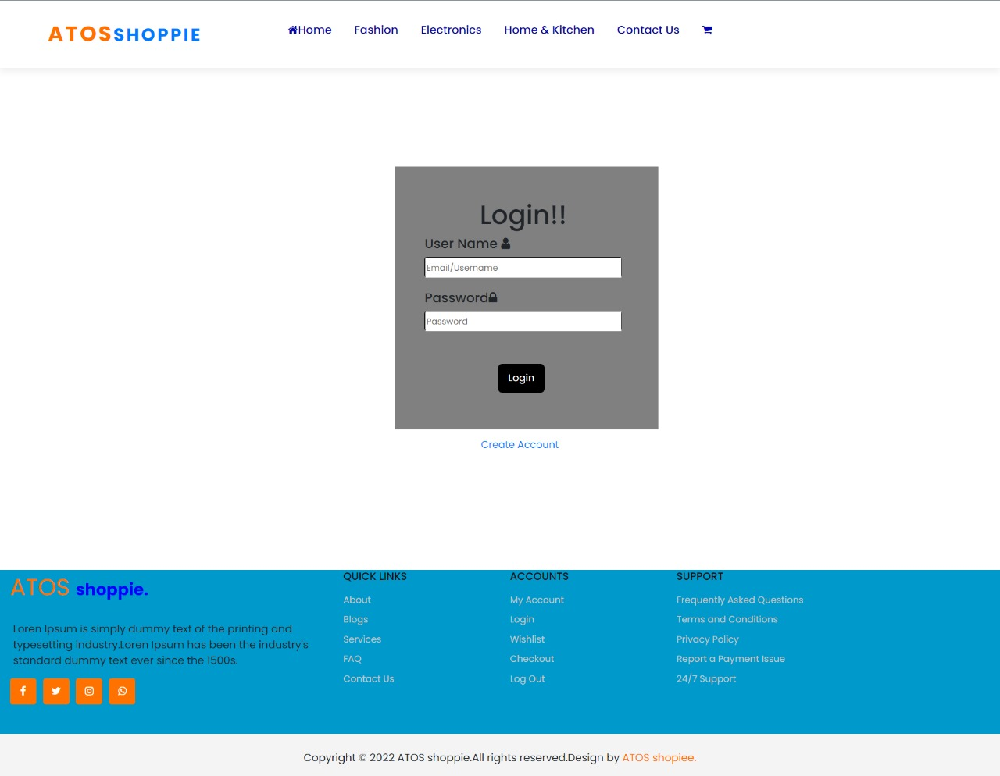 ATOSSHOPPIE
Home Fashion Electronics Home & Kitchen Contact Us
Login!!
User Name
Email/Username
Password
Password
Login
Create Account
ATOS shoppie.
Loren Ipsum is simply dummy text of the printing and
typesetting industry.Loren Ipsum has been the industry's
standard dummy text ever since the 1500s.
QUICK LINKS
About
Blogs
Services
FAQ
Contact Us
ACCOUNTS
My Account
Login
Wishlist
Checkout
Log Out
SUPPORT
Frequently Asked Questions
Terms and Conditions
Privacy Policy
Report a Payment Issue
24/7 Support
Copyright © 2022 ATOS shoppie.All rights reserved.Design by ATOS shopiee.